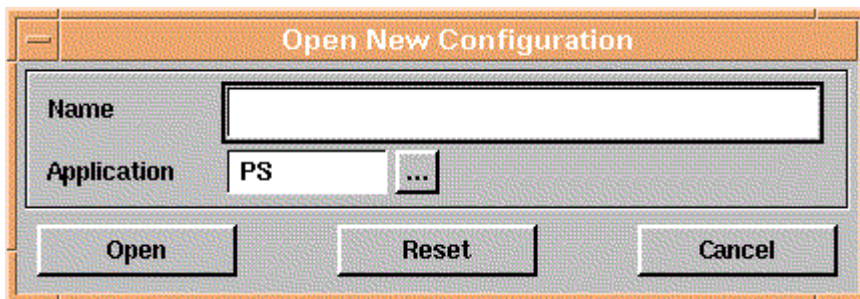 Open New Configuration
Name
Application PS ...
Open Reset Cancel